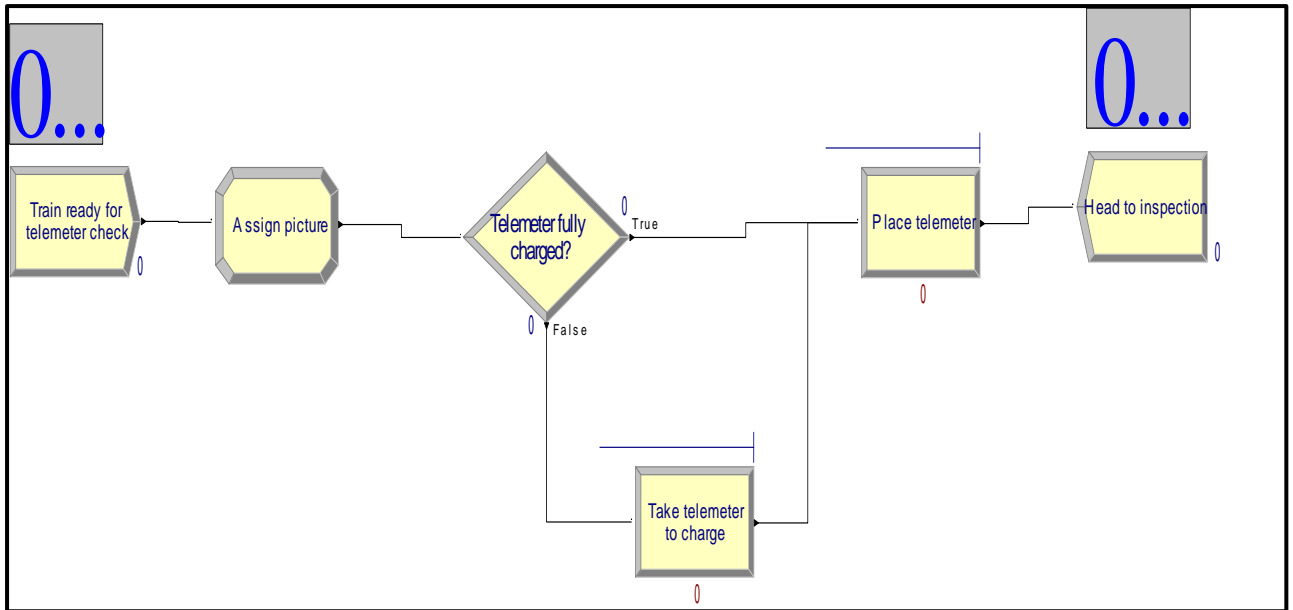 0...
0...
Train ready for
telemeter check
0
Assign picture
Telemeter fully
charged?
0
True
0
False
Place telemeter
0
Head to inspection
0
Take telemeter
to charge
0